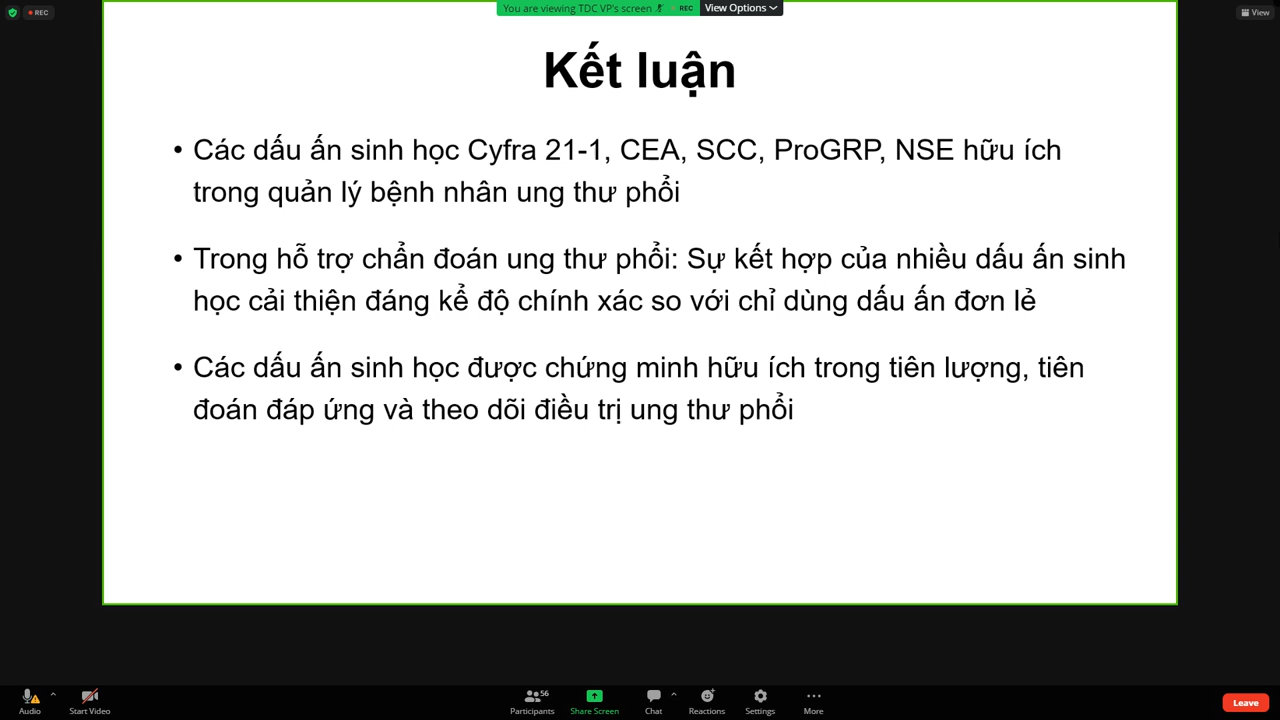 REC
You are viewing TDC VP's screen
REC
View Options
View
Kết luận
• Các dấu ấn sinh học Cyfra 21-1, CEA, SCC, ProGRP, NSE hữu ích
trong quản lý bệnh nhân ung thư phổi
• Trong hỗ trợ chẩn đoán ung thư phổi: Sự kết hợp của nhiều dấu ấn sinh
học cải thiện đáng kể độ chính xác so với chỉ dùng dấu ấn đơn lẻ
• Các dấu ấn sinh học được chứng minh hữu ích trong tiên lượng, tiên
đoán đáp ứng và theo dõi điều trị ung thư phổi
56
Audio
Start Video
Participants
Share Screen
Chat
Reactions
Settings
More
Leave